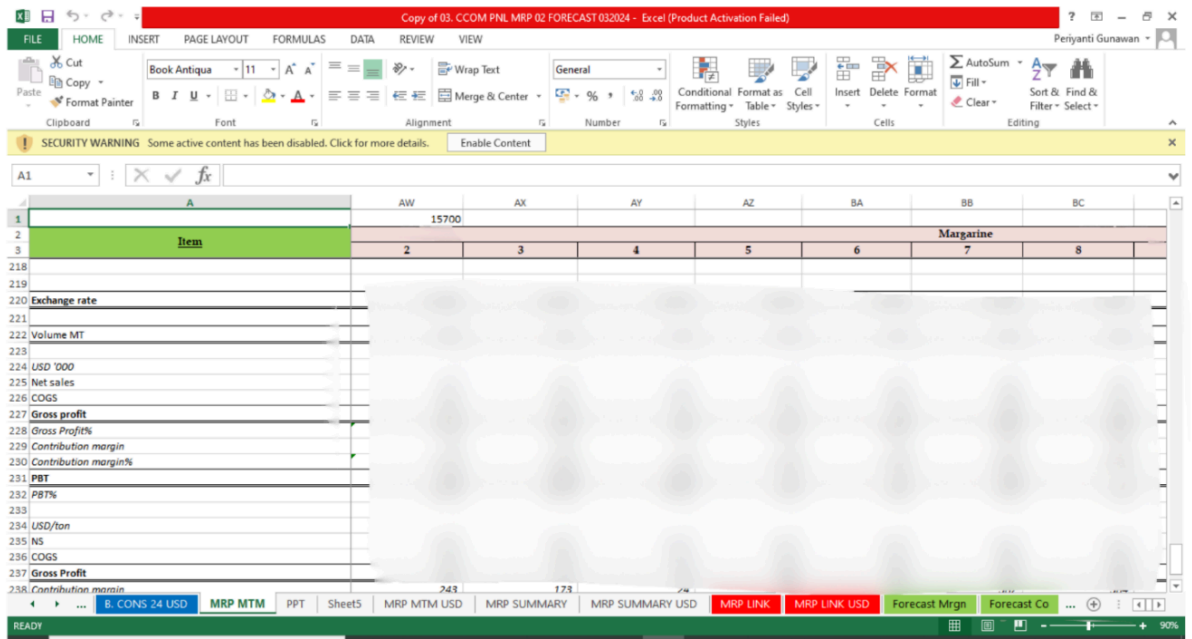 Copy of 03. CCOM PNL MRP 02 FORECAST 032024 - Excel (Product Activation Failed)
FILE HOME INSERT PAGE LAYOUT FORMULAS DATA REVIEW VIEW Periyanti Gunawan
Cut
Copy
Format Painter
Paste
Book Antiqua 11
B I U
Wrap Text
Merge & Center
General
Conditional Formatting
Format as Table
Cell Styles
Insert Delete Format
AutoSum
Fill
Clear
Sort & Filter
Find & Select
Clipboard Font Alignment Number Styles Cells Editing
SECURITY WARNING Some active content has been disabled. Click for more details. Enable Content
A1 fx
A AW AX AY AZ BA BB BC
1 15700
2 Item Margarine
3 2 3 4 5 6 7 8
218
219
220 Exchange rate
221
222 Volume MT
223
224 USD '000
225 Net sales
226 COGS
227 Gross profit
228 Gross Profit%
229 Contribution margin
230 Contribution margin%
231 PBT
232 PBT%
233
234 USD/ton
235 NS
236 COGS
237 Gross Profit
238 Contribution margin 243 173
... B. CONS 24 USD MRP MTM PPT Sheet5 MRP MTM USD MRP SUMMARY MRP SUMMARY USD MRP LINK MRP LINK USD Forecast Mrgn Forecast Co ...
READY 90%